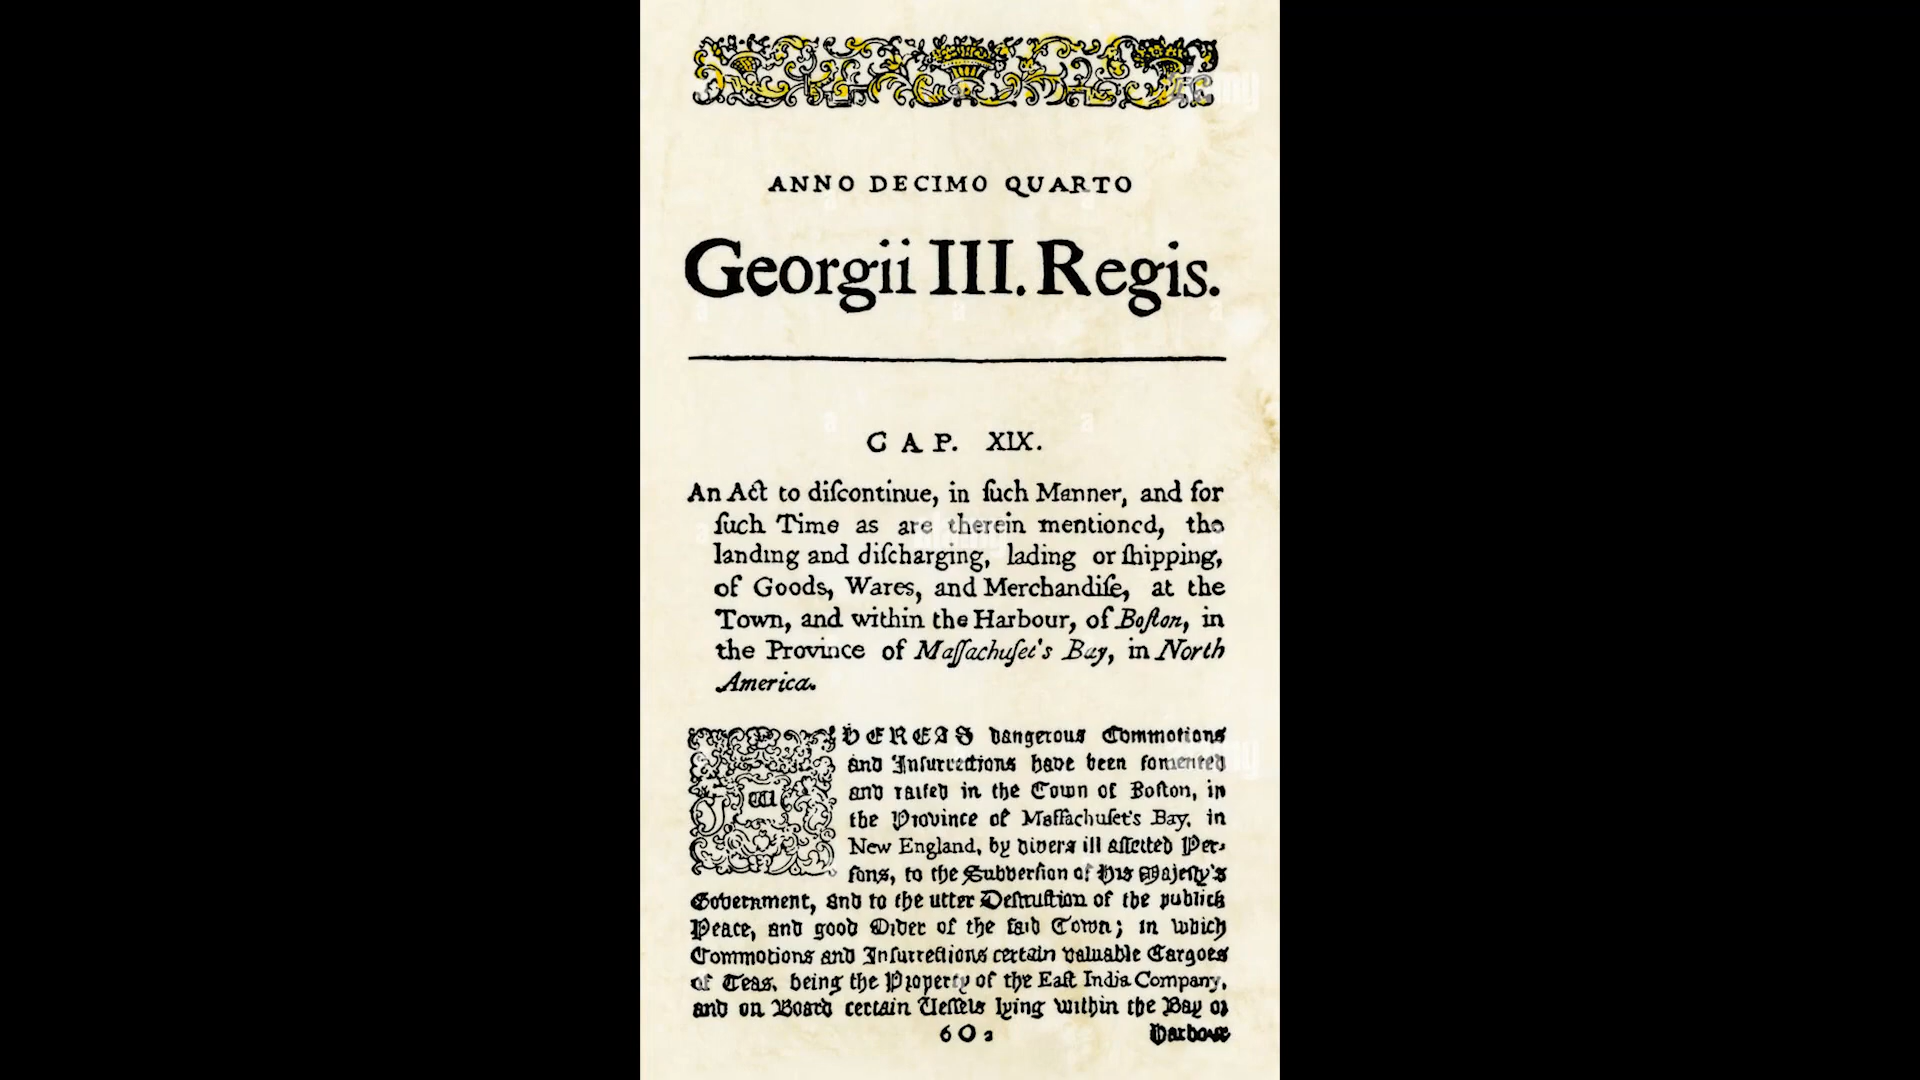 ANNO DECIMO QUARTO
Georgii III. Regis.
CAP. XIX.
An Act to diſcontinue, in ſuch Manner, and for
ſuch Time as are therein mentioned, the
landing and diſcharging, lading or ſhipping,
of Goods, Wares, and Merchandiſe, at the
Town, and within the Harbour, of Boſton, in
the Province of Maſſachuſet's Bay, in North
America.
WHEREAS dangerous Commotions
and Inſurrections have been fomented
and raiſed in the Town of Boſton, in
the Province of Maſſachuſet's Bay, in
New England, by divers ill affected Per-
ſons, to the Subverſion of His Majeſty's
Government, and to the utter Deſtruction of the publick
Peace, and good Order of the ſaid Town; in which
Commotions and Inſurrections certain valuable Cargoes
of Teas, being the Property of the Eaſt India Company,
and on Board certain Veſſels lying within the Bay or
6 O 2
Harbour